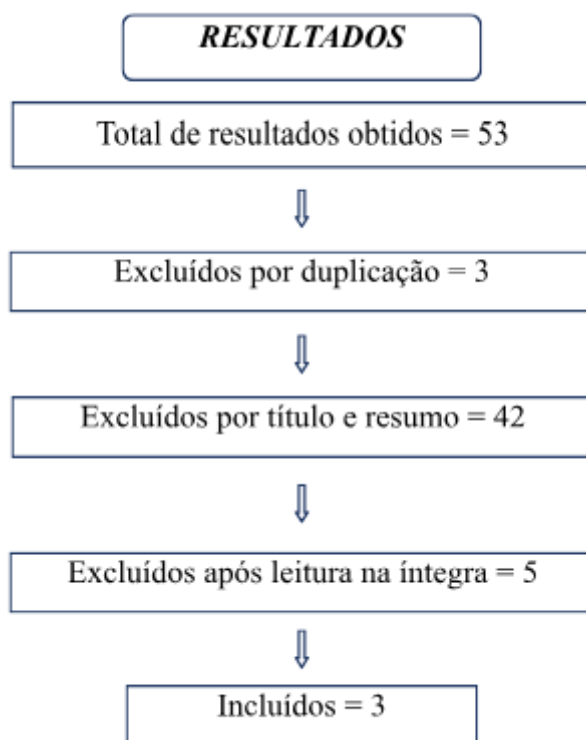 RESULTADOS
Total de resultados obtidos = 53
Excluídos por duplicação = 3
Excluídos por título e resumo = 42
Excluídos após leitura na íntegra = 5
Incluídos = 3